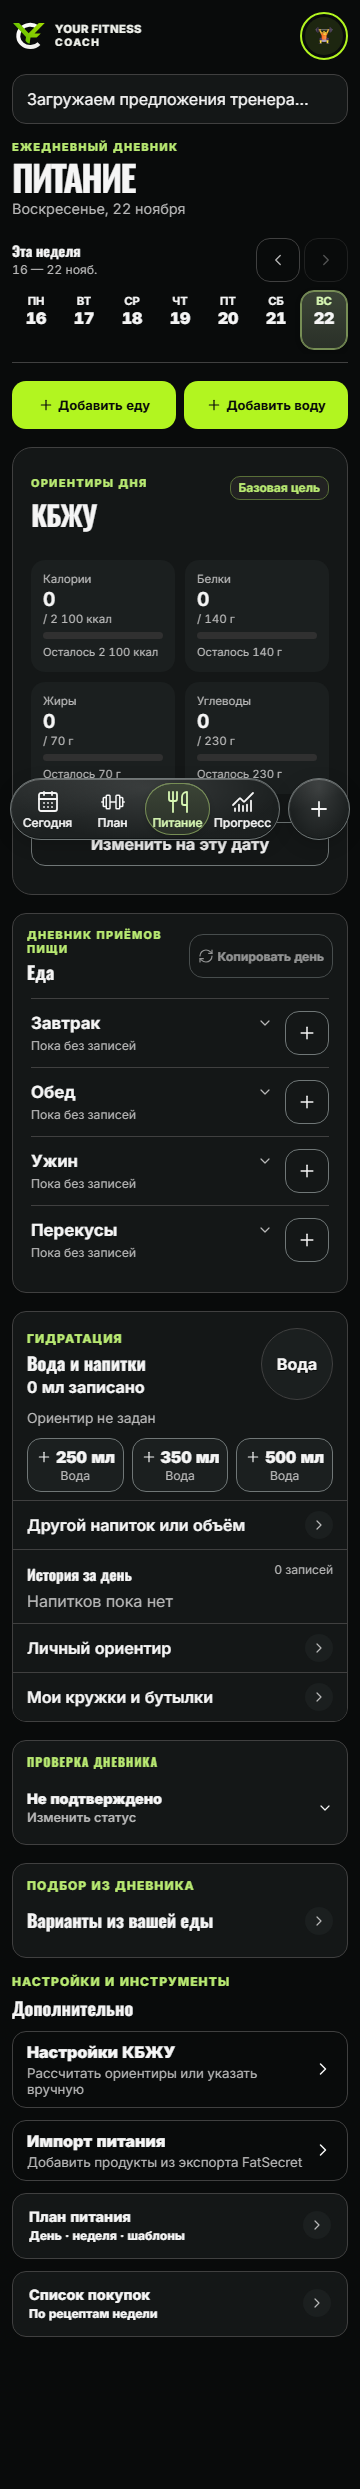 YOUR FITNESS
COACH
Загружаем предложения тренера...
ЕЖЕДНЕВНЫЙ ДНЕВНИК
ПИТАНИЕ
Воскресенье, 22 ноября
Эта неделя
16 — 22 нояб.
ПН ВТ СР ЧТ ПТ СБ ВС
16 17 18 19 20 21 22
+ Добавить еду + Добавить воду
ОРИЕНТИРЫ ДНЯ
Базовая цель
КБЖУ
Калории Белки
0 0
/ 2 100 ккал / 140 г
Осталось 2 100 ккал Осталось 140 г
Жиры Углеводы
0 0
/ 70 г / 230 г
Осталось 70 г Осталось 230 г
Сегодня План Питание Прогресс
Изменить на эту дату
ДНЕВНИК ПРИЁМОВ
ПИЩИ
Еда
Копировать день
Завтрак
Пока без записей
Обед
Пока без записей
Ужин
Пока без записей
Перекусы
Пока без записей
ГИДРАТАЦИЯ
Вода и напитки
0 мл записано
Вода
Ориентир не задан
+ 250 мл + 350 мл + 500 мл
Вода Вода Вода
Другой напиток или объём
История за день 0 записей
Напитков пока нет
Личный ориентир
Мои кружки и бутылки
ПРОВЕРКА ДНЕВНИКА
Не подтверждено
Изменить статус
ПОДБОР ИЗ ДНЕВНИКА
Варианты из вашей еды
НАСТРОЙКИ И ИНСТРУМЕНТЫ
Дополнительно
Настройки КБЖУ
Рассчитать ориентиры или указать
вручную
Импорт питания
Добавить продукты из экспорта FatSecret
План питания
День · неделя · шаблоны
Список покупок
По рецептам недели